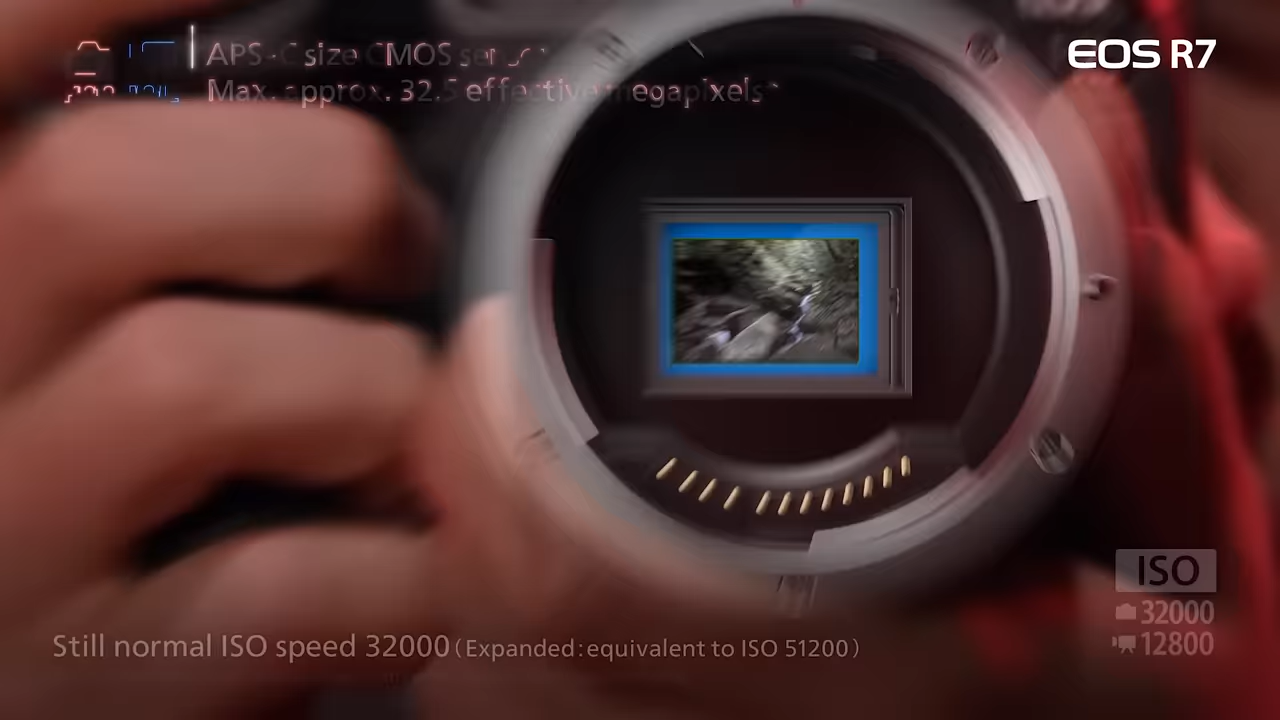 APS-C size CMOS
EOS R7
Max. approx. 32.5 effective megapixels
ISO
32000
12800
Still normal ISO speed 32000 (Expanded: equivalent to ISO 51200)